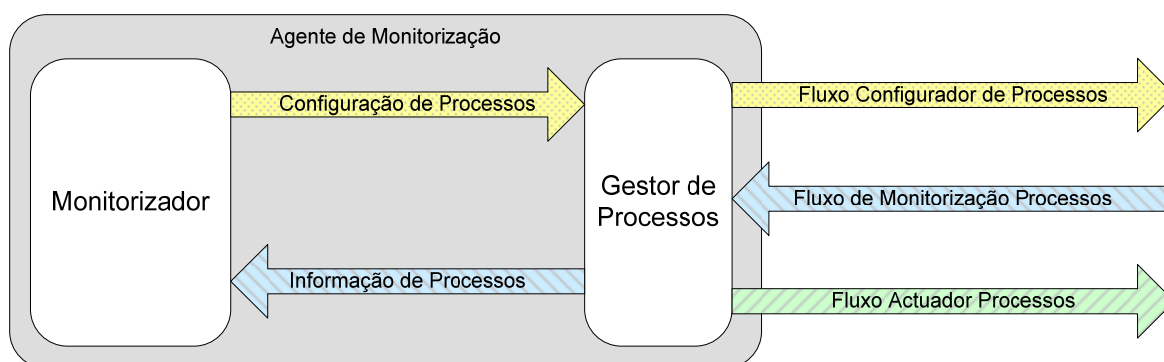 Agente de Monitorização
Configuração de Processos
Fluxo Configurador de Processos
Monitorizador
Gestor de
Processos
Fluxo de Monitorização Processos
Informação de Processos
Fluxo Actuador Processos